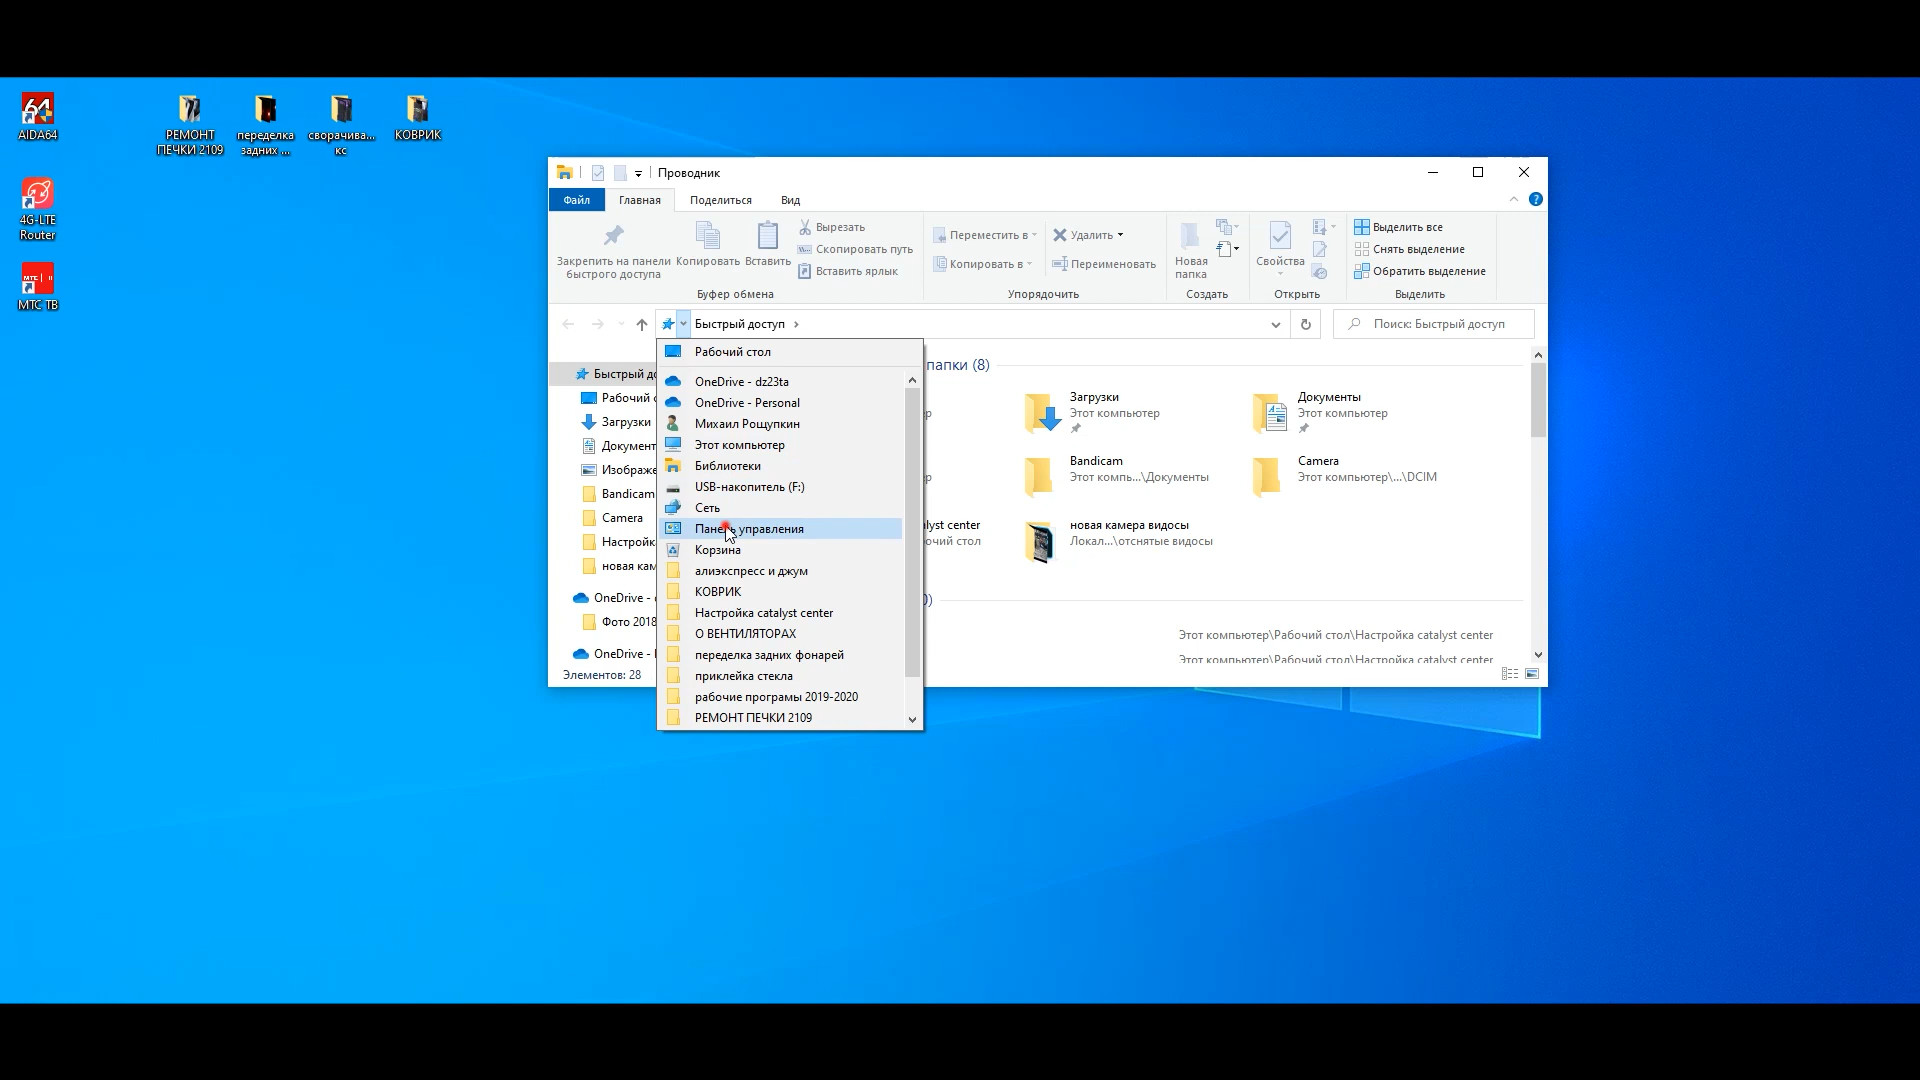 AIDA64
4G-LTE
Router
МТС ТВ
РЕМОНТ
ПЕЧКИ 2109
переделка
задних ...
сворачива...
кс
КОВРИК
Проводник
Файл
Главная
Поделиться
Вид
Закрепить на панели
быстрого доступа
Копировать
Вставить
Вырезать
Скопировать путь
Вставить ярлык
Буфер обмена
Переместить в
Копировать в
Удалить
Переименовать
Упорядочить
Новая
папка
Создать
Свойства
Открыть
Выделить все
Снять выделение
Обратить выделение
Выделить
Быстрый доступ
Поиск: Быстрый доступ
Быстрый до
Рабочий с
Загрузки
Документ
Изображе
Bandicam
Camera
Настройк
новая кам
OneDrive -
Фото 2018
OneDrive -
Элементов: 28
Рабочий стол
OneDrive - dz23ta
OneDrive - Personal
Михаил Рощупкин
Этот компьютер
Библиотеки
USB-накопитель (F:)
Сеть
Панель управления
Корзина
алиэкспресс и джум
КОВРИК
Настройка catalyst center
О ВЕНТИЛЯТОРАХ
переделка задних фонарей
приклейка стекла
рабочие програмы 2019-2020
РЕМОНТ ПЕЧКИ 2109
папки (8)
Загрузки
Этот компьютер
Документы
Этот компьютер
Bandicam
Этот комп...\Документы
Camera
Этот компьютер\...\DCIM
lyst center
очий стол
новая камера видосы
Локал...\отснятые видосы
Этот компьютер\Рабочий стол\Настройка catalyst center
Этот компьютер\Рабочий стол\Настройка catalyst center